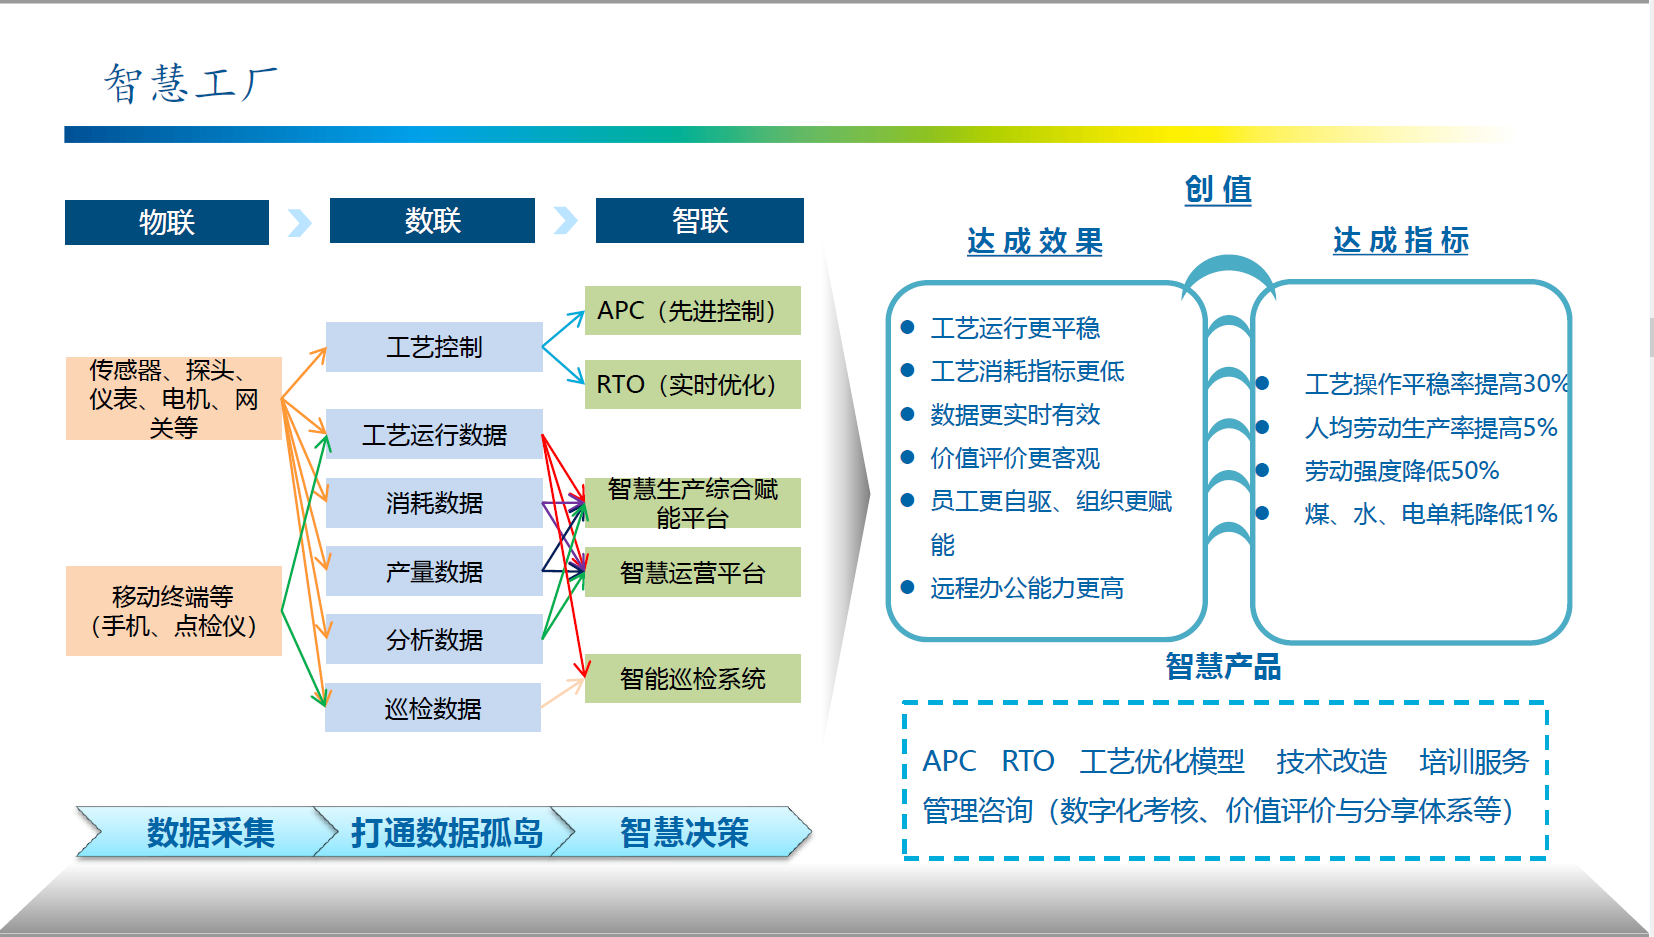 智慧工厂
物联
数联
智联
传感器、探头、
仪表、电机、网
关等
移动终端等
（手机、点检仪）
工艺控制
工艺运行数据
消耗数据
产量数据
分析数据
巡检数据
APC（先进控制）
RTO（实时优化）
智慧生产综合赋
能平台
智慧运营平台
智能巡检系统
数据采集
打通数据孤岛
智慧决策
创 值
达 成 效 果
工艺运行更平稳
工艺消耗指标更低
数据更实时有效
价值评价更客观
员工更自驱、组织更赋
能
远程办公能力更高
达 成 指 标
工艺操作平稳率提高30%
人均劳动生产率提高5%
劳动强度降低50%
煤、水、电单耗降低1%
智慧产品
APC RTO 工艺优化模型 技术改造 培训服务
管理咨询（数字化考核、价值评价与分享体系等）